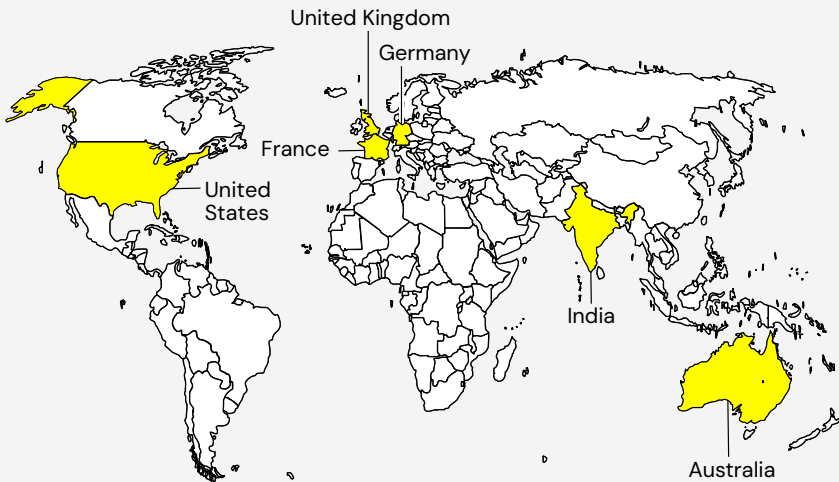 United Kingdom
Germany
France
United
States
India
Australia